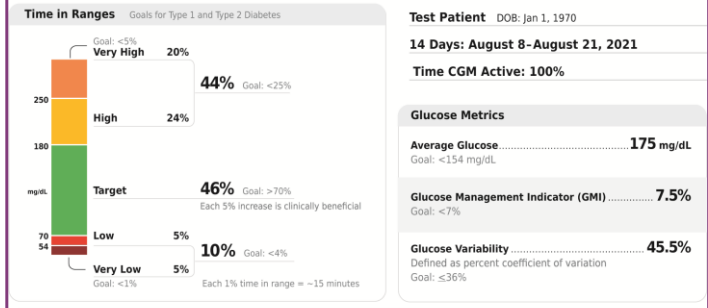 Time in Ranges Goals for Type 1 and Type 2 Diabetes
Goal: <5%
Very High 20%
44% Goal: <25%
250
High 24%
180
mg/dL
Target 46% Goal: >70%
Each 5% increase is clinically beneficial
70
Low 5%
54
10% Goal: <4%
Very Low 5%
Goal: <1%
Each 1% time in range = ~15 minutes
Test Patient DOB: Jan 1, 1970
14 Days: August 8–August 21, 2021
Time CGM Active: 100%
Glucose Metrics
Average Glucose..............................175 mg/dL
Goal: <154 mg/dL
Glucose Management Indicator (GMI)..............7.5%
Goal: <7%
Glucose Variability..............................45.5%
Defined as percent coefficient of variation
Goal: ≤36%